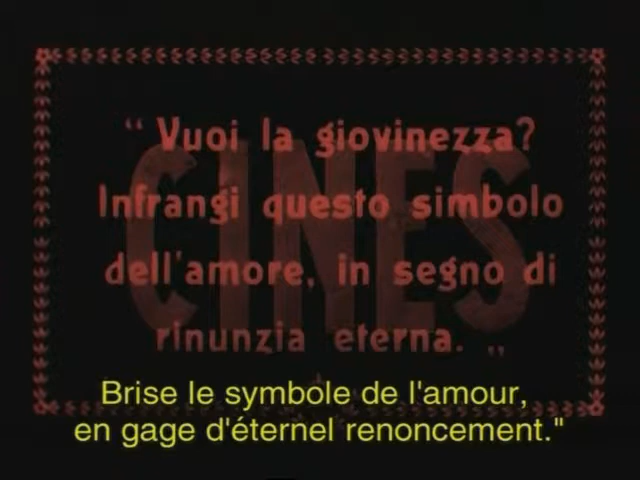 “ Vuoi la giovinezza?
Infrangi questo simbolo
dell'amore, in segno di
rinunzia eterna. „
CINES
Brise le symbole de l'amour,
en gage d'éternel renoncement."